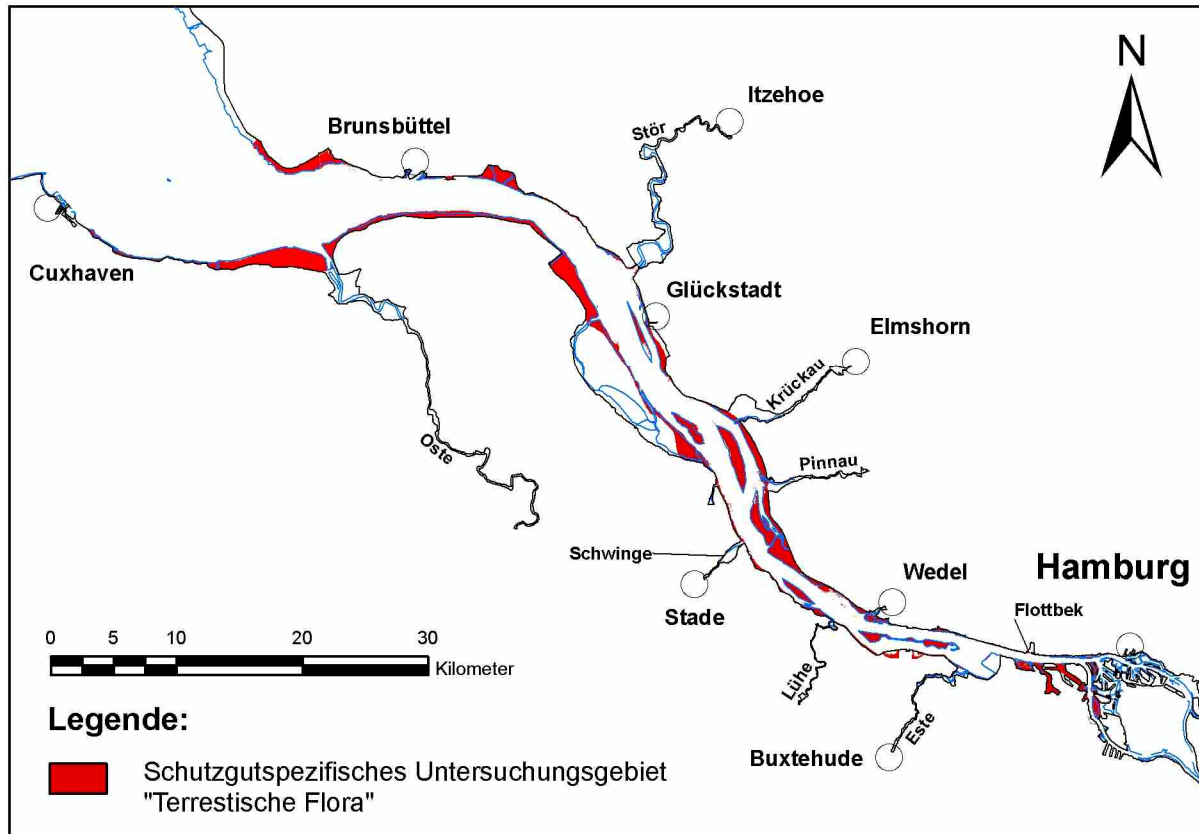 N
Itzehoe
Stör
Brunsbüttel
Cuxhaven
Glückstadt
Elmshorn
Krückau
Pinnau
Oste
Schwinge
Stade
Wedel
Hamburg
Flottbek
Lühe
Este
Buxtehude
0 5 10 20 30
Kilometer
Legende:
Schutzgutspezifisches Untersuchungsgebiet
"Terrestische Flora"